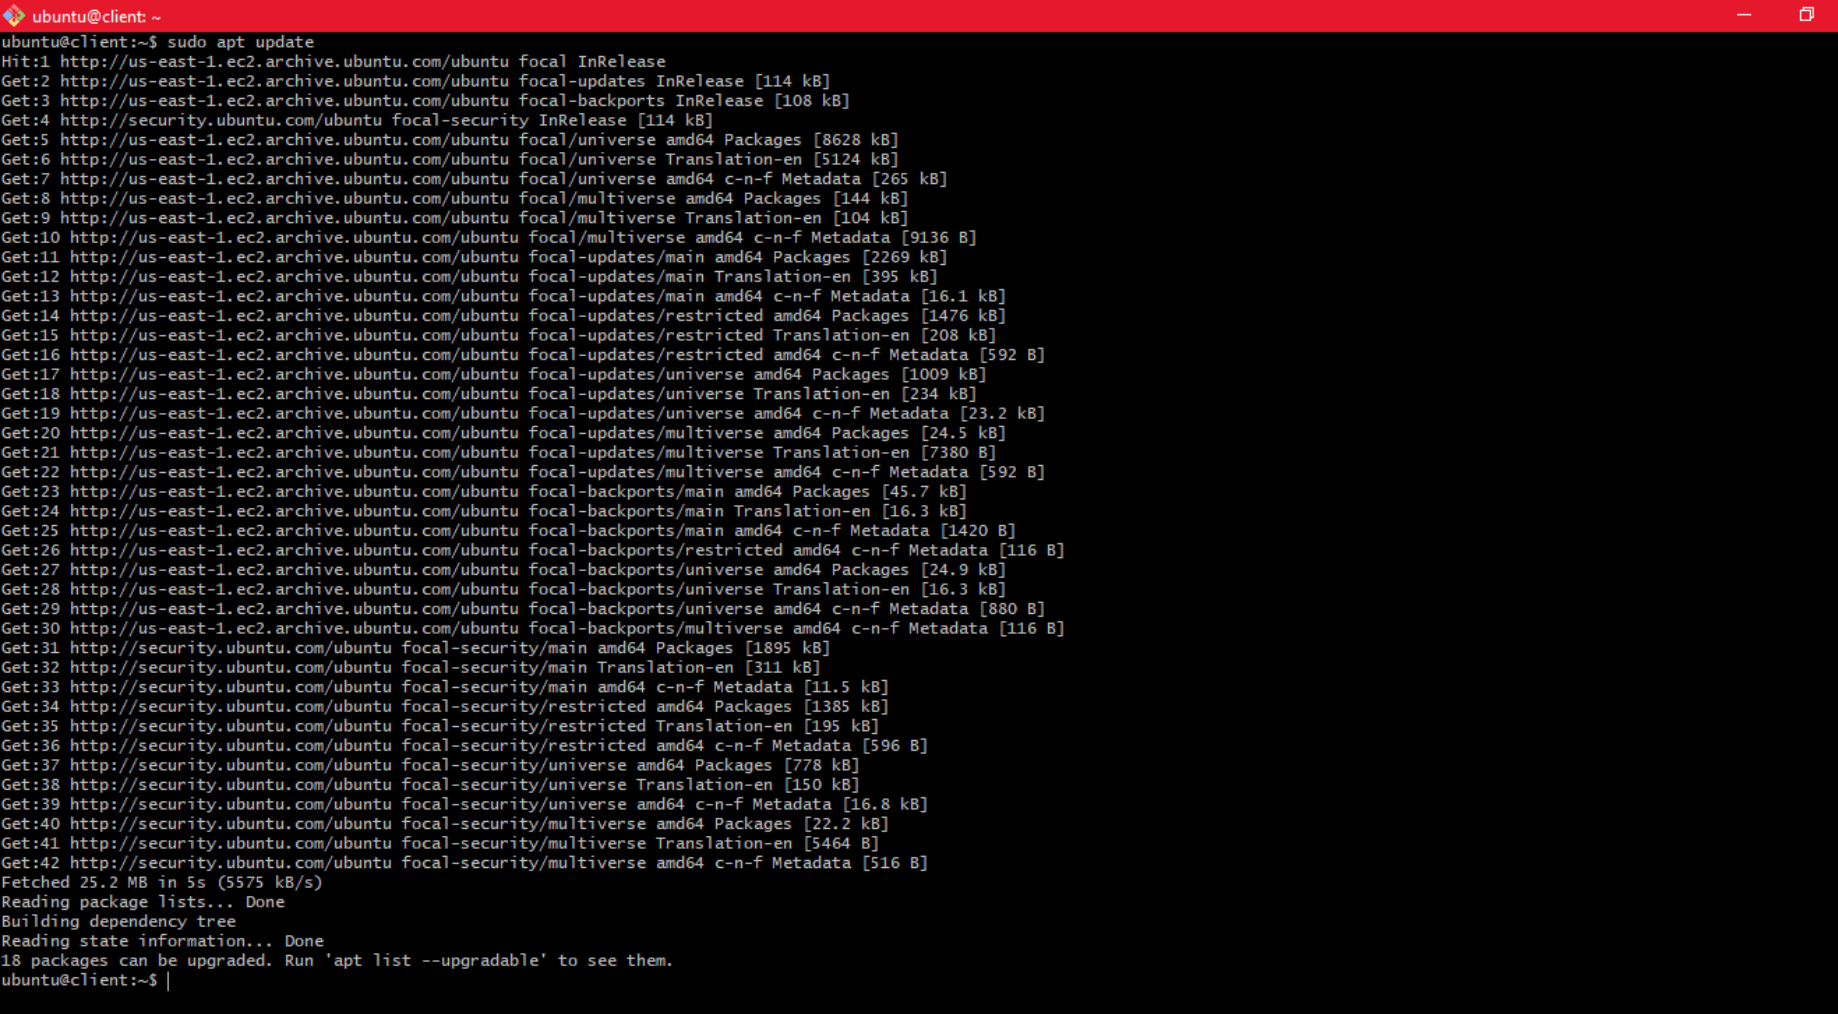 ubuntu@client: ~
ubuntu@client:~$ sudo apt update
Hit:1 http://us-east-1.ec2.archive.ubuntu.com/ubuntu focal InRelease
Get:2 http://us-east-1.ec2.archive.ubuntu.com/ubuntu focal-updates InRelease [114 kB]
Get:3 http://us-east-1.ec2.archive.ubuntu.com/ubuntu focal-backports InRelease [108 kB]
Get:4 http://security.ubuntu.com/ubuntu focal-security InRelease [114 kB]
Get:5 http://us-east-1.ec2.archive.ubuntu.com/ubuntu focal/universe amd64 Packages [8628 kB]
Get:6 http://us-east-1.ec2.archive.ubuntu.com/ubuntu focal/universe Translation-en [5124 kB]
Get:7 http://us-east-1.ec2.archive.ubuntu.com/ubuntu focal/universe amd64 c-n-f Metadata [265 kB]
Get:8 http://us-east-1.ec2.archive.ubuntu.com/ubuntu focal/multiverse amd64 Packages [144 kB]
Get:9 http://us-east-1.ec2.archive.ubuntu.com/ubuntu focal/multiverse Translation-en [104 kB]
Get:10 http://us-east-1.ec2.archive.ubuntu.com/ubuntu focal/multiverse amd64 c-n-f Metadata [9136 B]
Get:11 http://us-east-1.ec2.archive.ubuntu.com/ubuntu focal-updates/main amd64 Packages [2269 kB]
Get:12 http://us-east-1.ec2.archive.ubuntu.com/ubuntu focal-updates/main Translation-en [395 kB]
Get:13 http://us-east-1.ec2.archive.ubuntu.com/ubuntu focal-updates/main amd64 c-n-f Metadata [16.1 kB]
Get:14 http://us-east-1.ec2.archive.ubuntu.com/ubuntu focal-updates/restricted amd64 Packages [1476 kB]
Get:15 http://us-east-1.ec2.archive.ubuntu.com/ubuntu focal-updates/restricted Translation-en [208 kB]
Get:16 http://us-east-1.ec2.archive.ubuntu.com/ubuntu focal-updates/restricted amd64 c-n-f Metadata [592 B]
Get:17 http://us-east-1.ec2.archive.ubuntu.com/ubuntu focal-updates/universe amd64 Packages [1009 kB]
Get:18 http://us-east-1.ec2.archive.ubuntu.com/ubuntu focal-updates/universe Translation-en [234 kB]
Get:19 http://us-east-1.ec2.archive.ubuntu.com/ubuntu focal-updates/universe amd64 c-n-f Metadata [23.2 kB]
Get:20 http://us-east-1.ec2.archive.ubuntu.com/ubuntu focal-updates/multiverse amd64 Packages [24.5 kB]
Get:21 http://us-east-1.ec2.archive.ubuntu.com/ubuntu focal-updates/multiverse Translation-en [7380 B]
Get:22 http://us-east-1.ec2.archive.ubuntu.com/ubuntu focal-updates/multiverse amd64 c-n-f Metadata [592 B]
Get:23 http://us-east-1.ec2.archive.ubuntu.com/ubuntu focal-backports/main amd64 Packages [45.7 kB]
Get:24 http://us-east-1.ec2.archive.ubuntu.com/ubuntu focal-backports/main Translation-en [16.3 kB]
Get:25 http://us-east-1.ec2.archive.ubuntu.com/ubuntu focal-backports/main amd64 c-n-f Metadata [1420 B]
Get:26 http://us-east-1.ec2.archive.ubuntu.com/ubuntu focal-backports/restricted amd64 c-n-f Metadata [116 B]
Get:27 http://us-east-1.ec2.archive.ubuntu.com/ubuntu focal-backports/universe amd64 Packages [24.9 kB]
Get:28 http://us-east-1.ec2.archive.ubuntu.com/ubuntu focal-backports/universe Translation-en [16.3 kB]
Get:29 http://us-east-1.ec2.archive.ubuntu.com/ubuntu focal-backports/universe amd64 c-n-f Metadata [880 B]
Get:30 http://us-east-1.ec2.archive.ubuntu.com/ubuntu focal-backports/multiverse amd64 c-n-f Metadata [116 B]
Get:31 http://security.ubuntu.com/ubuntu focal-security/main amd64 Packages [1895 kB]
Get:32 http://security.ubuntu.com/ubuntu focal-security/main Translation-en [311 kB]
Get:33 http://security.ubuntu.com/ubuntu focal-security/main amd64 c-n-f Metadata [11.5 kB]
Get:34 http://security.ubuntu.com/ubuntu focal-security/restricted amd64 Packages [1385 kB]
Get:35 http://security.ubuntu.com/ubuntu focal-security/restricted Translation-en [195 kB]
Get:36 http://security.ubuntu.com/ubuntu focal-security/restricted amd64 c-n-f Metadata [596 B]
Get:37 http://security.ubuntu.com/ubuntu focal-security/universe amd64 Packages [778 kB]
Get:38 http://security.ubuntu.com/ubuntu focal-security/universe Translation-en [150 kB]
Get:39 http://security.ubuntu.com/ubuntu focal-security/universe amd64 c-n-f Metadata [16.8 kB]
Get:40 http://security.ubuntu.com/ubuntu focal-security/multiverse amd64 Packages [22.2 kB]
Get:41 http://security.ubuntu.com/ubuntu focal-security/multiverse Translation-en [5464 B]
Get:42 http://security.ubuntu.com/ubuntu focal-security/multiverse amd64 c-n-f Metadata [516 B]
Fetched 25.2 MB in 5s (5575 kB/s)
Reading package lists... Done
Building dependency tree
Reading state information... Done
18 packages can be upgraded. Run 'apt list --upgradable' to see them.
ubuntu@client:~$